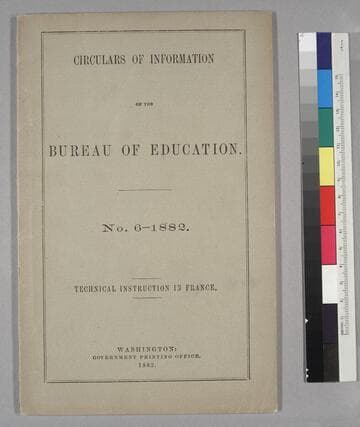 CIRCULARS OF INFORMATION
OF THE
BUREAU OF EDUCATION.
No. 6–1882.
TECHNICAL INSTRUCTION IN FRANCE.
WASHINGTON:
GOVERNMENT PRINTING OFFICE.
1882.